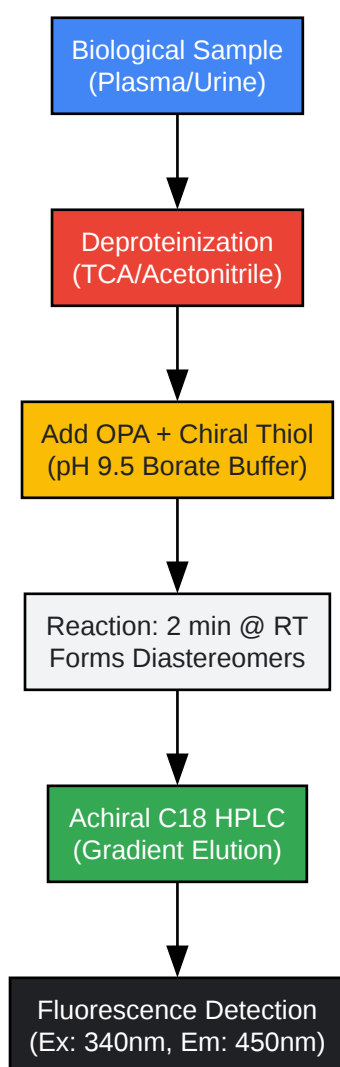 Biological Sample
(Plasma/Urine)
Deproteinization
(TCA/Acetonitrile)
Add OPA + Chiral Thiol
(pH 9.5 Borate Buffer)
Reaction: 2 min @ RT
Forms Diastereomers
Achiral C18 HPLC
(Gradient Elution)
Fluorescence Detection
(Ex: 340nm, Em: 450nm)